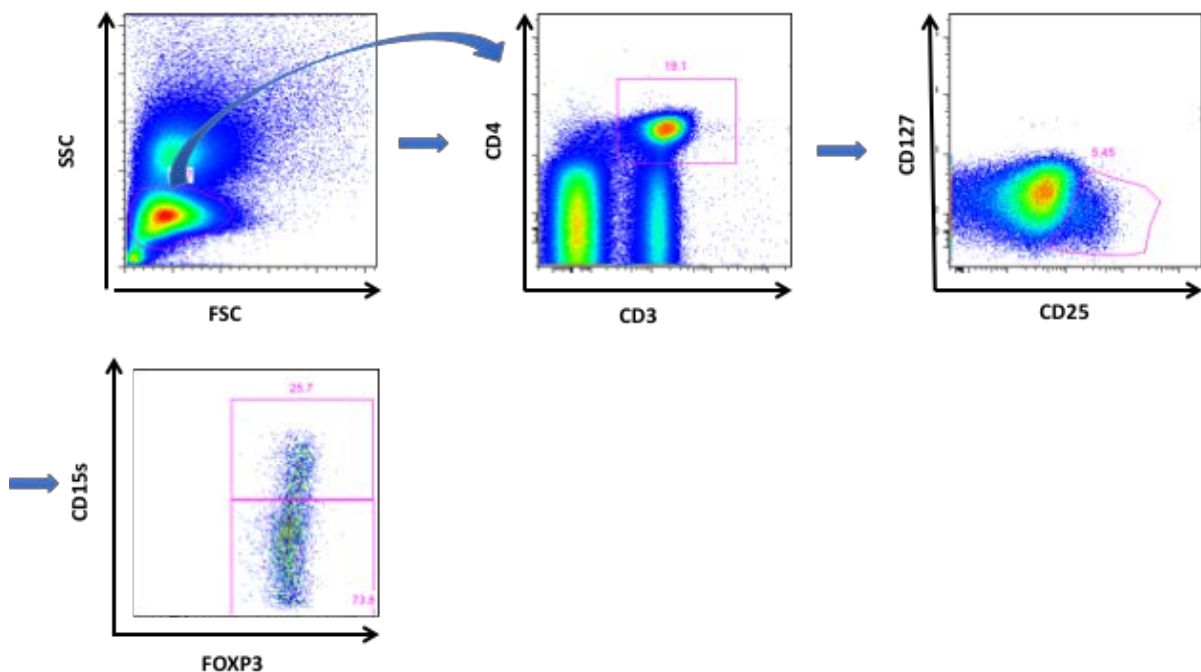 SSC
FSC
CD4
19.1
CD3
CD127
5.45
CD25
CD15s
25.7
73.8
FOXP3